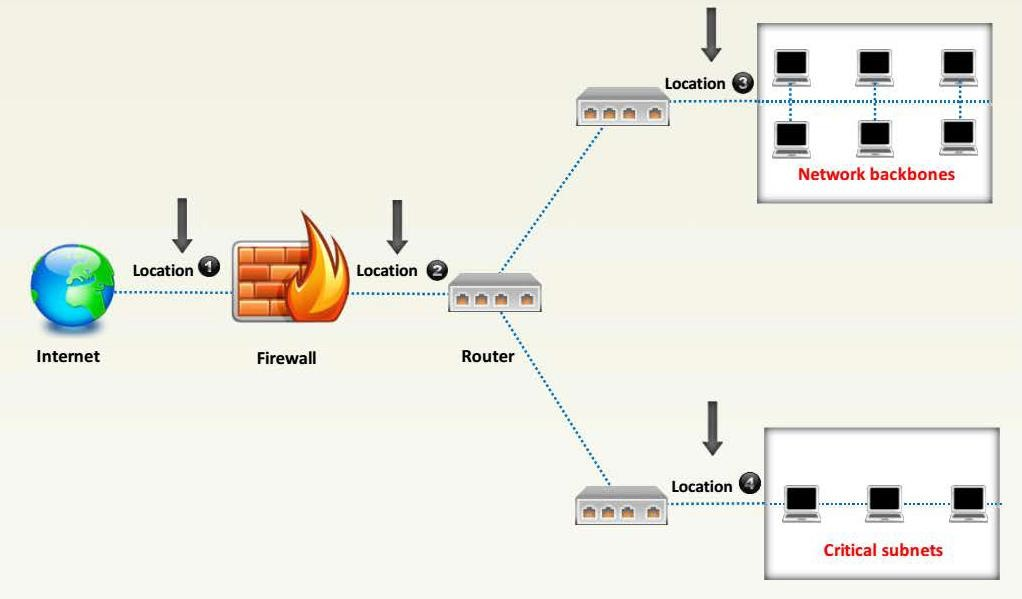 Location 3
Network backbones
Location 1
Location 2
Internet
Firewall
Router
Location 4
Critical subnets